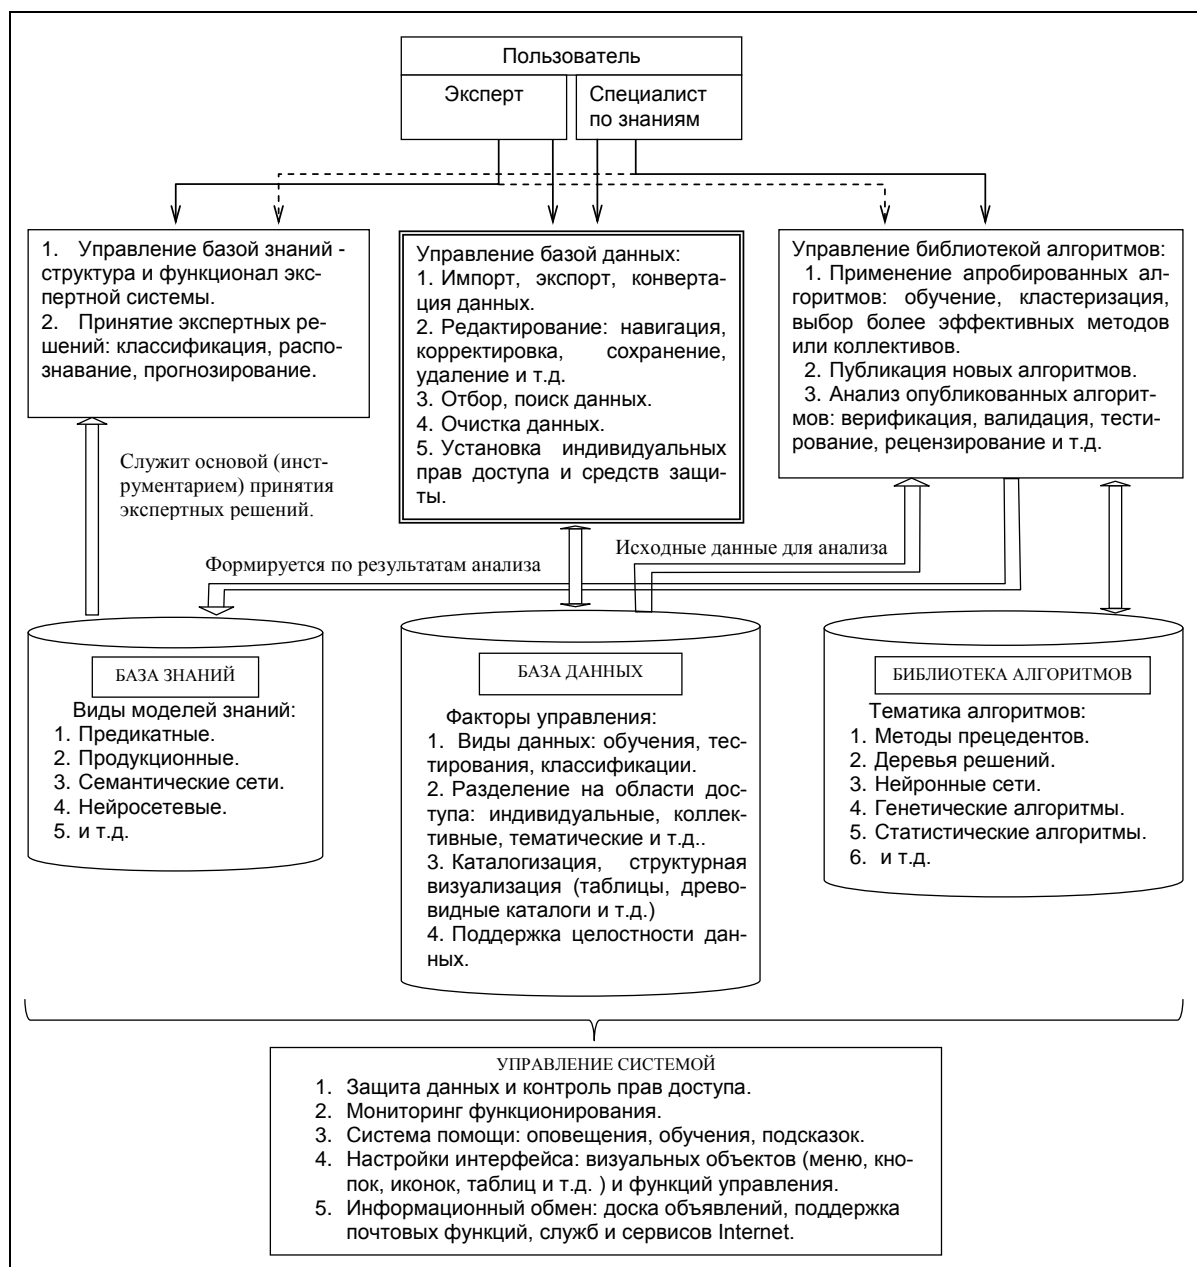 Пользователь
Эксперт
Специалист
по знаниям
1. Управление базой знаний -
структура и функционал экс-
пертной системы.
2. Принятие экспертных ре-
шений: классификация, распо-
знавание, прогнозирование.
Управление базой данных:
1. Импорт, экспорт, конверта-
ция данных.
2. Редактирование: навигация,
корректировка, сохранение,
удаление и т.д.
3. Отбор, поиск данных.
4. Очистка данных.
5. Установка индивидуальных
прав доступа и средств защи-
ты.
Управление библиотекой алгоритмов:
1. Применение апробированных ал-
горитмов: обучение, кластеризация,
выбор более эффективных методов
или коллективов.
2. Публикация новых алгоритмов.
3. Анализ опубликованных алгорит-
мов: верификация, валидация, тести-
рование, рецензирование и т.д.
Служит основой (инст-
рументарием) принятия
экспертных решений.
Формируется по результатам анализа
Исходные данные для анализа
БАЗА ЗНАНИЙ
Виды моделей знаний:
1. Предикатные.
2. Продукционные.
3. Семантические сети.
4. Нейросетевые.
5. и т.д.
БАЗА ДАННЫХ
Факторы управления:
1. Виды данных: обучения, тес-
тирования, классификации.
2. Разделение на области дос-
тупа: индивидуальные, коллек-
тивные, тематические и т.д..
3. Каталогизация, структурная
визуализация (таблицы, древо-
видные каталоги и т.д.)
4. Поддержка целостности дан-
ных.
БИБЛИОТЕКА АЛГОРИТМОВ
Тематика алгоритмов:
1. Методы прецедентов.
2. Деревья решений.
3. Нейронные сети.
4. Генетические алгоритмы.
5. Статистические алгоритмы.
6. и т.д.
УПРАВЛЕНИЕ СИСТЕМОЙ
1. Защита данных и контроль прав доступа.
2. Мониторинг функционирования.
3. Система помощи: оповещения, обучения, подсказок.
4. Настройки интерфейса: визуальных объектов (меню, кно-
пок, иконок, таблиц и т.д. ) и функций управления.
5. Информационный обмен: доска объявлений, поддержка
почтовых функций, служб и сервисов Internet.